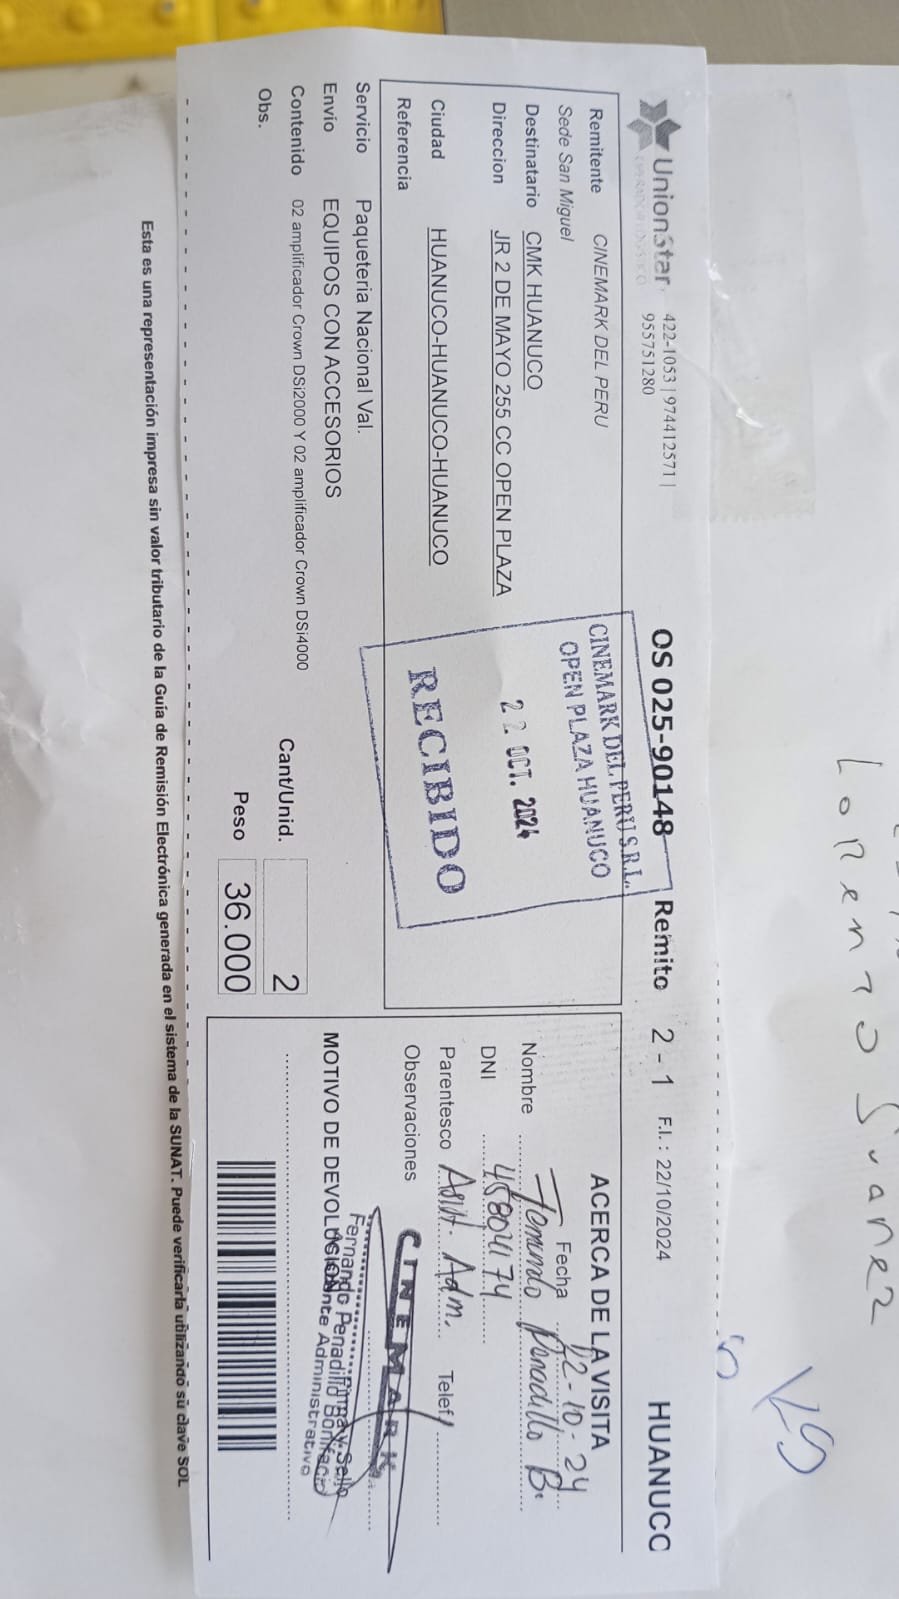 UnionStar
422-1053 | 974412571 |
955751280
OS 025-90148 Remito 2 - 1 F.I. : 22/10/2024 HUANUCO
Remitente CINEMARK DEL PERU
Sede San Miguel
Destinatario CMK HUANUCO
Direccion JR 2 DE MAYO 255 CC OPEN PLAZA
Ciudad HUANUCO-HUANUCO-HUANUCO
Referencia
CINEMARK DEL PERU S.R.L.
OPEN PLAZA HUANUCO
22 OCT. 2024
RECIBIDO
Servicio Paqueteria Nacional Val.
Envio EQUIPOS CON ACCESORIOS
Contenido 02 amplificador Crown DSi2000 Y 02 amplificador Crown DSi4000
Obs.
Cant/Unid. 2
Peso 36.000
ACERCA DE LA VISITA
Fecha 22-10-24
Nombre Fernando Penadillo B.
DNI 45804174
Parentesco Asist. Adm. Telef
Observaciones
CINEMARK
Firma y Sello
Fernando Penadillo Bonifacio
Asistente Administrativo
MOTIVO DE DEVOLUSION
Esta es una representación impresa sin valor tributario de la Guía de Remisión Electrónica generada en el sistema de la SUNAT. Puede verificarla utilizando su clave SOL
Lorenzo Suarez